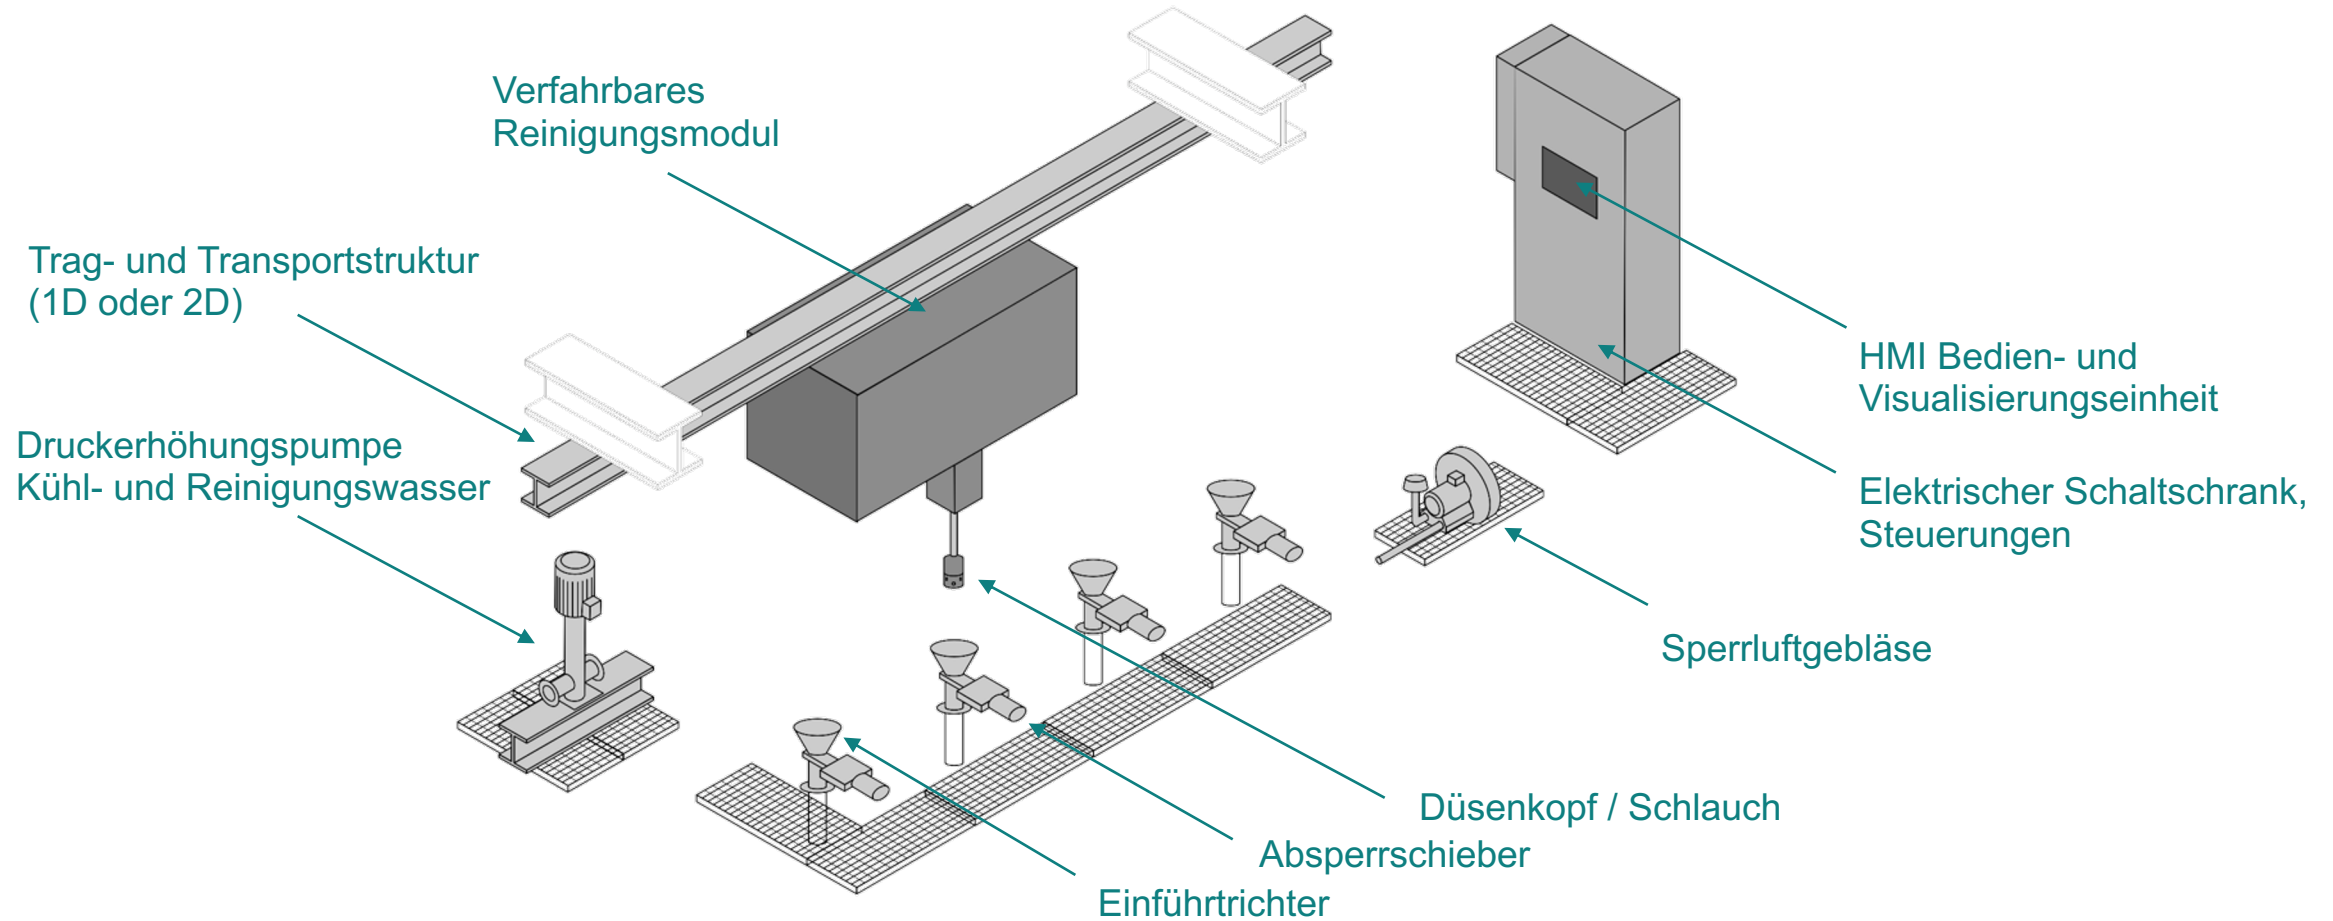 Verfahrbares
Reinigungsmodul
Trag- und Transportstruktur
(1D oder 2D)
Druckerhöhungspumpe
Kühl- und Reinigungswasser
HMI Bedien- und
Visualisierungseinheit
Elektrischer Schaltschrank,
Steuerungen
Sperrluftgebläse
Düsenkopf / Schlauch
Absperrschieber
Einführtrichter